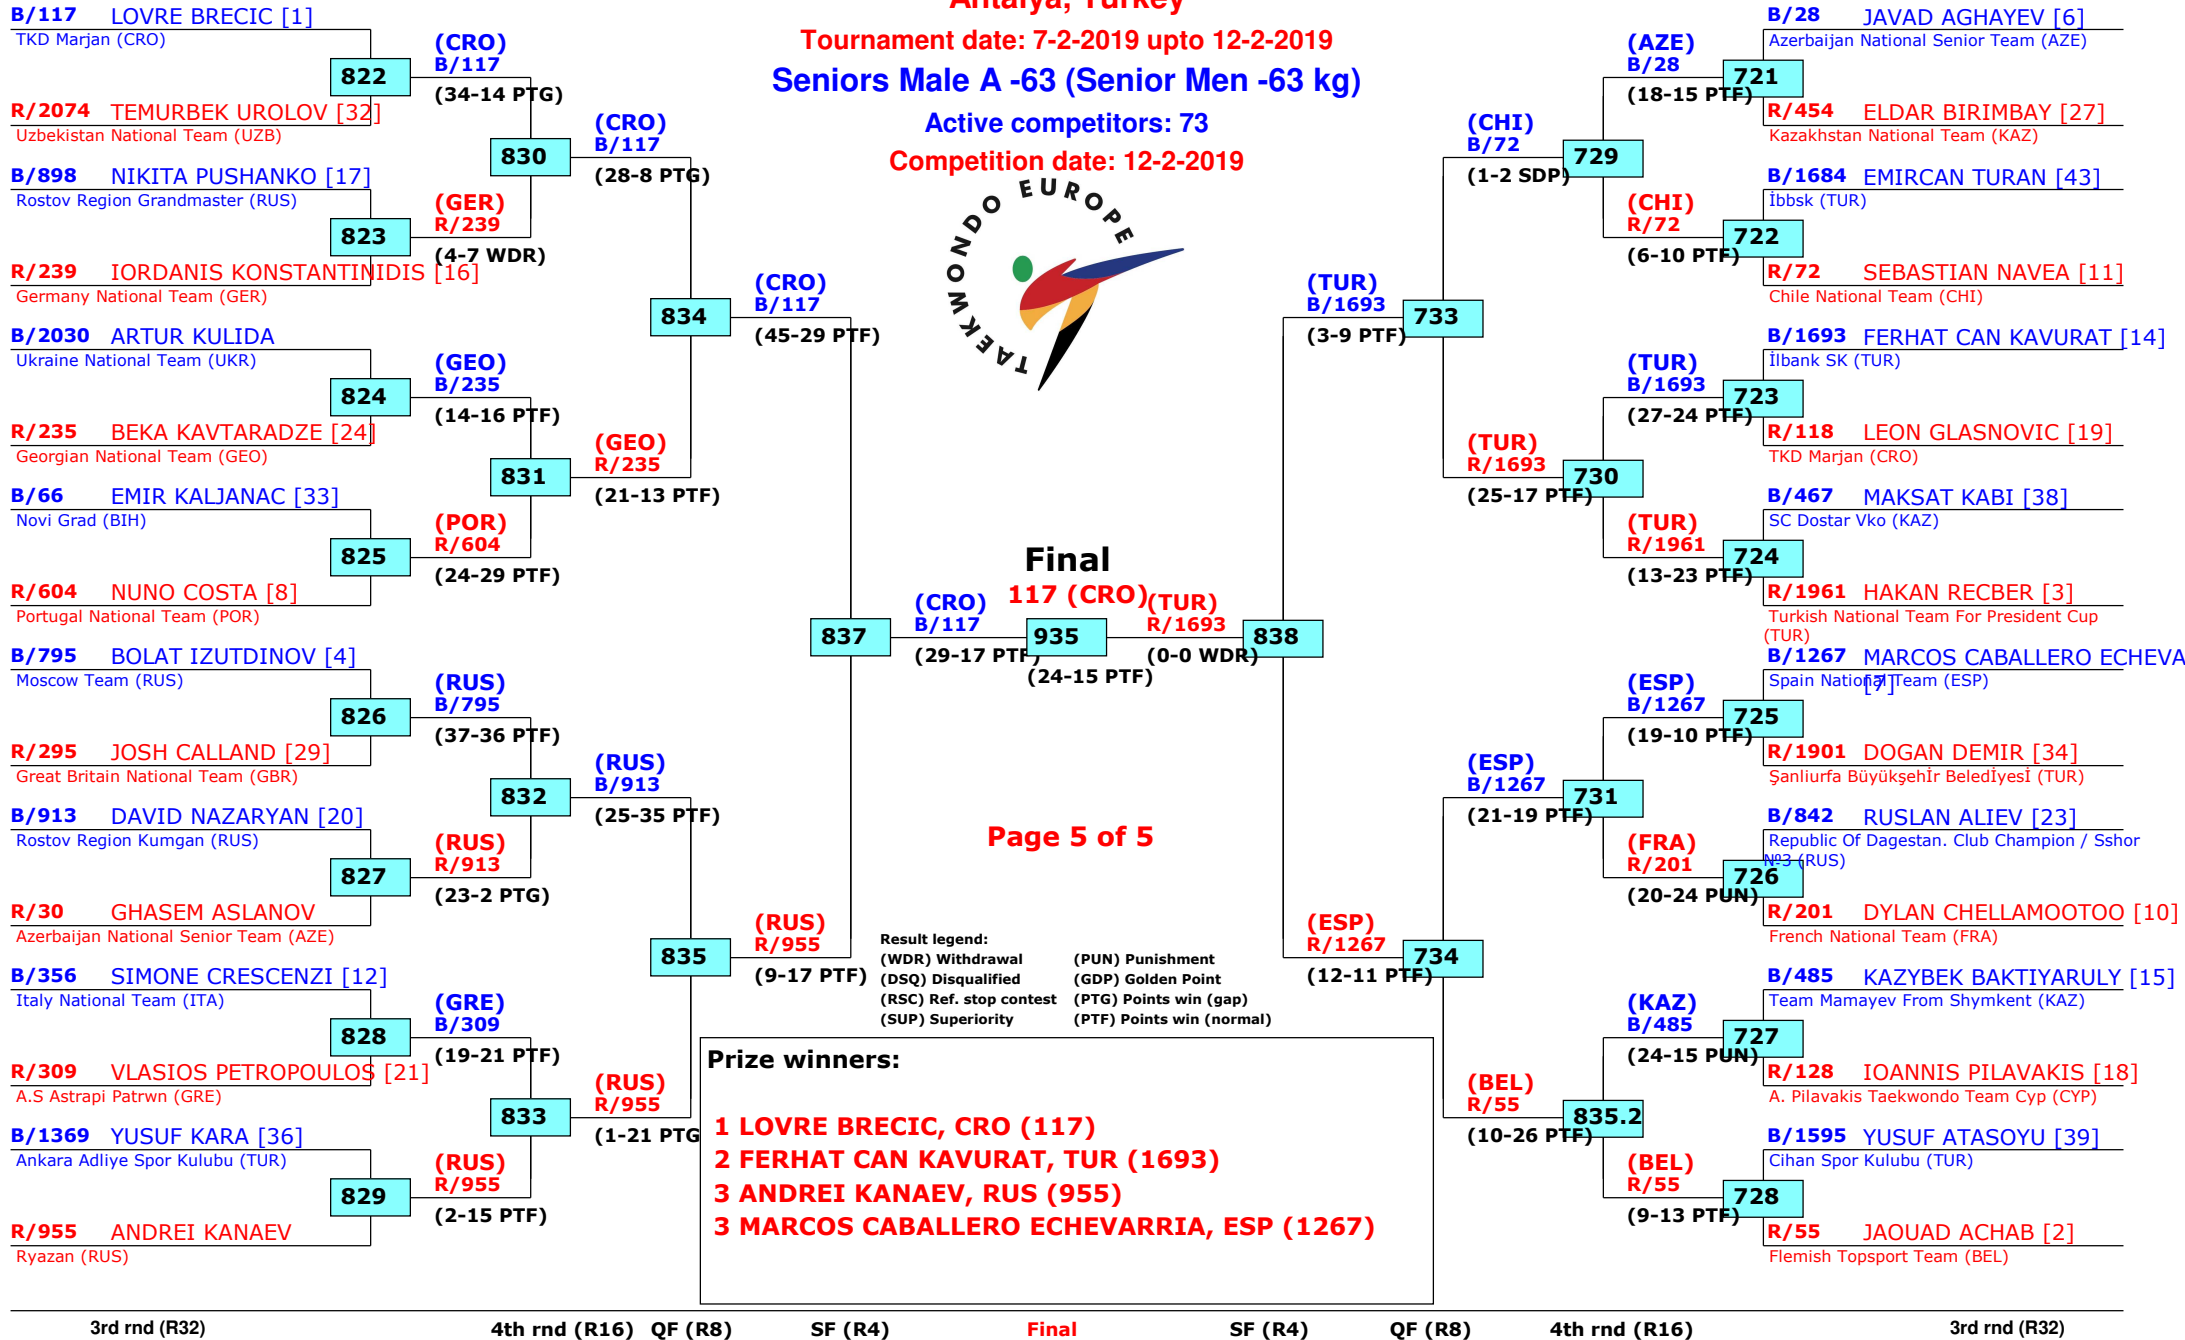 Antalya, Turkey
Tournament date: 7-2-2019 upto 12-2-2019
Seniors Male A -63 (Senior Men -63 kg)
Active competitors: 73
Competition date: 12-2-2019
TAEKWONDO EUROPE
B/117 LOVRE BRECIC [1]
TKD Marjan (CRO)
822
R/2074 TEMURBEK UROLOV [32]
Uzbekistan National Team (UZB)
B/898 NIKITA PUSHANKO [17]
Rostov Region Grandmaster (RUS)
823
R/239 IORDANIS KONSTANTINIDIS [16]
Germany National Team (GER)
B/2030 ARTUR KULIDA
Ukraine National Team (UKR)
824
R/235 BEKA KAVTARADZE [24]
Georgian National Team (GEO)
B/66 EMIR KALJANAC [33]
Novi Grad (BIH)
825
R/604 NUNO COSTA [8]
Portugal National Team (POR)
B/795 BOLAT IZUTDINOV [4]
Moscow Team (RUS)
826
R/295 JOSH CALLAND [29]
Great Britain National Team (GBR)
B/913 DAVID NAZARYAN [20]
Rostov Region Kumgan (RUS)
827
R/30 GHASEM ASLANOV
Azerbaijan National Senior Team (AZE)
B/356 SIMONE CRESCENZI [12]
Italy National Team (ITA)
828
R/309 VLASIOS PETROPOULOS [21]
A.S Astrapi Patrwn (GRE)
B/1369 YUSUF KARA [36]
Ankara Adliye Spor Kulubu (TUR)
829
R/955 ANDREI KANAEV
Ryazan (RUS)
(CRO)
B/117
(34-14 PTG)
830
(GER)
R/239
(4-7 WDR)
(GEO)
B/235
(14-16 PTF)
831
(POR)
R/604
(24-29 PTF)
(RUS)
B/795
(37-36 PTF)
832
(RUS)
R/913
(23-2 PTG)
(GRE)
B/309
(19-21 PTF)
833
(RUS)
R/955
(2-15 PTF)
(CRO)
B/117
(28-8 PTG)
834
(GEO)
R/235
(21-13 PTF)
(RUS)
B/913
(25-35 PTF)
835
(RUS)
R/955
(1-21 PTG
(CRO)
B/117
(45-29 PTF)
837
(RUS)
R/955
(9-17 PTF)
Final
117 (CRO)
(CRO)
B/117
(29-17 PTF)
935
(24-15 PTF)
(TUR)
R/1693
(0-0 WDR)
838
Page 5 of 5
(TUR)
B/1693
(3-9 PTF)
733
(ESP)
R/1267
(12-11 PTF)
734
(CHI)
B/72
(1-2 SDP)
729
(TUR)
R/1693
(25-17 PTF)
730
(ESP)
B/1267
(21-19 PTF)
731
(BEL)
R/55
(10-26 PTF)
835.2
(AZE)
B/28
(18-15 PTF)
721
(CHI)
R/72
(6-10 PTF)
722
(TUR)
B/1693
(27-24 PTF)
723
(TUR)
R/1961
(13-23 PTF)
724
(ESP)
B/1267
(19-10 PTF)
725
(FRA)
R/201
(20-24 PUN)
726
(KAZ)
B/485
(24-15 PUN)
727
(BEL)
R/55
(9-13 PTF)
728
B/28 JAVAD AGHAYEV [6]
Azerbaijan National Senior Team (AZE)
R/454 ELDAR BIRIMBAY [27]
Kazakhstan National Team (KAZ)
B/1684 EMIRCAN TURAN [43]
İbbsk (TUR)
R/72 SEBASTIAN NAVEA [11]
Chile National Team (CHI)
B/1693 FERHAT CAN KAVURAT [14]
İlbank SK (TUR)
R/118 LEON GLASNOVIC [19]
TKD Marjan (CRO)
B/467 MAKSAT KABI [38]
SC Dostar Vko (KAZ)
R/1961 HAKAN RECBER [3]
Turkish National Team For President Cup
(TUR)
B/1267 MARCOS CABALLERO ECHEVA
[7]
Spain National Team (ESP)
R/1901 DOGAN DEMIR [34]
Şanliurfa Büyükşehİr Beledİyesİ (TUR)
B/842 RUSLAN ALIEV [23]
Republic Of Dagestan. Club Champion / Sshor
№3 (RUS)
R/201 DYLAN CHELLAMOOTOO [10]
French National Team (FRA)
B/485 KAZYBEK BAKTIYARULY [15]
Team Mamayev From Shymkent (KAZ)
R/128 IOANNIS PILAVAKIS [18]
A. Pilavakis Taekwondo Team Cyp (CYP)
B/1595 YUSUF ATASOYU [39]
Cihan Spor Kulubu (TUR)
R/55 JAOUAD ACHAB [2]
Flemish Topsport Team (BEL)
Result legend:
(WDR) Withdrawal (PUN) Punishment
(DSQ) Disqualified (GDP) Golden Point
(RSC) Ref. stop contest (PTG) Points win (gap)
(SUP) Superiority (PTF) Points win (normal)
Prize winners:
1 LOVRE BRECIC, CRO (117)
2 FERHAT CAN KAVURAT, TUR (1693)
3 ANDREI KANAEV, RUS (955)
3 MARCOS CABALLERO ECHEVARRIA, ESP (1267)
3rd rnd (R32) 4th rnd (R16) QF (R8) SF (R4) Final SF (R4) QF (R8) 4th rnd (R16) 3rd rnd (R32)